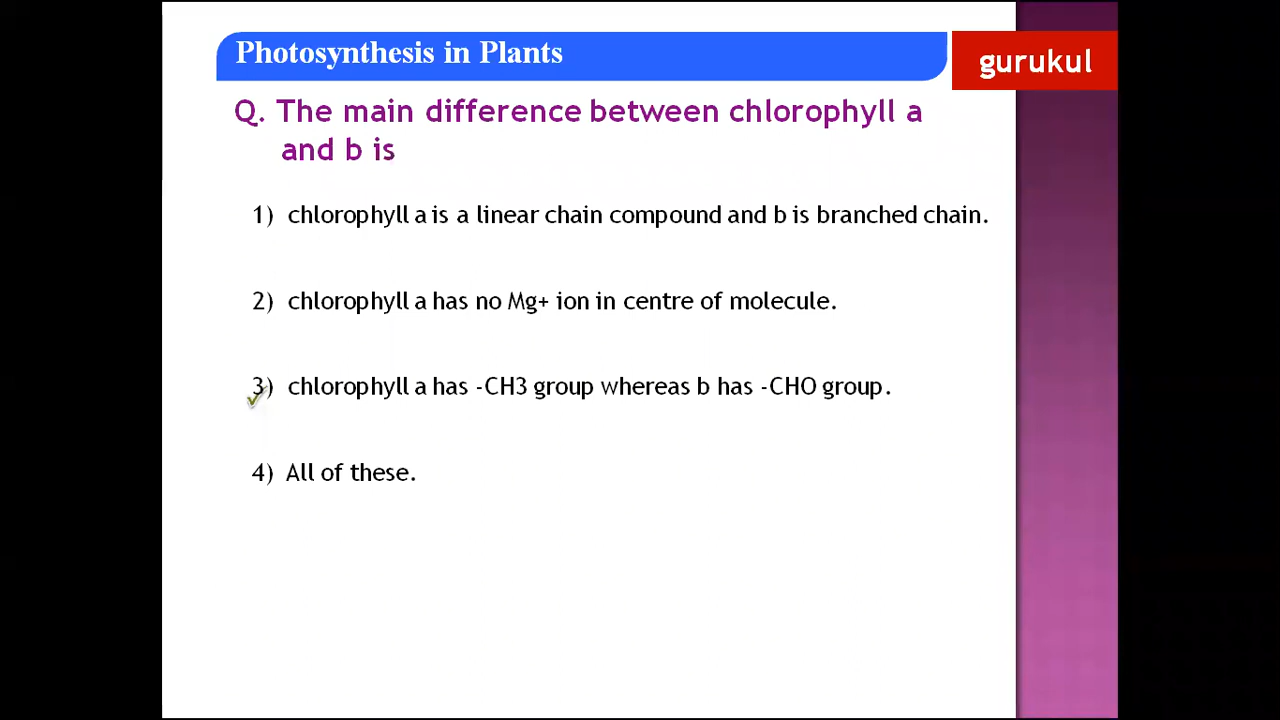 Photosynthesis in Plants
gurukul
Q. The main difference between chlorophyll a
and b is
1) chlorophyll a is a linear chain compound and b is branched chain.
2) chlorophyll a has no Mg+ ion in centre of molecule.
3) chlorophyll a has -CH3 group whereas b has -CHO group.
4) All of these.